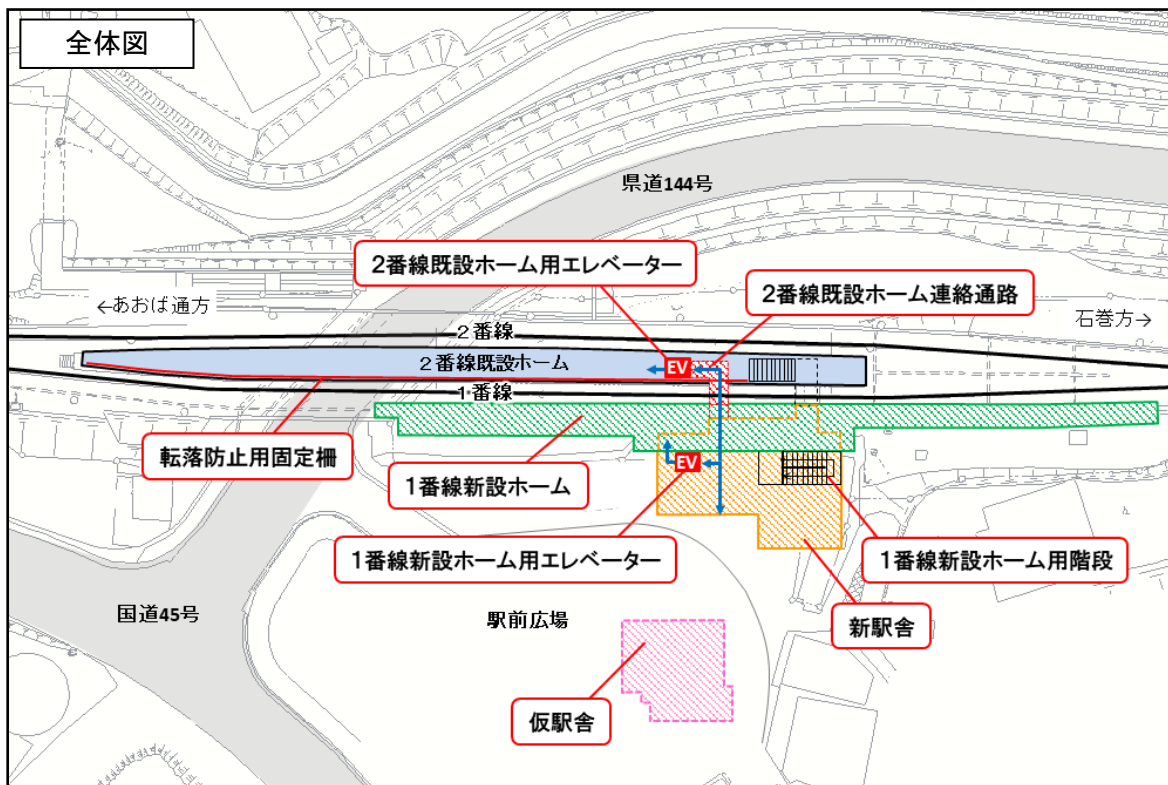 全体図
県道144号
2番線既設ホーム用エレベーター
2番線既設ホーム連絡通路
←あおば通方
石巻方→
2番線
2番線既設ホーム
EV
1番線
転落防止用固定柵
EV
1番線新設ホーム
1番線新設ホーム用エレベーター
1番線新設ホーム用階段
国道45号
駅前広場
新駅舎
仮駅舎